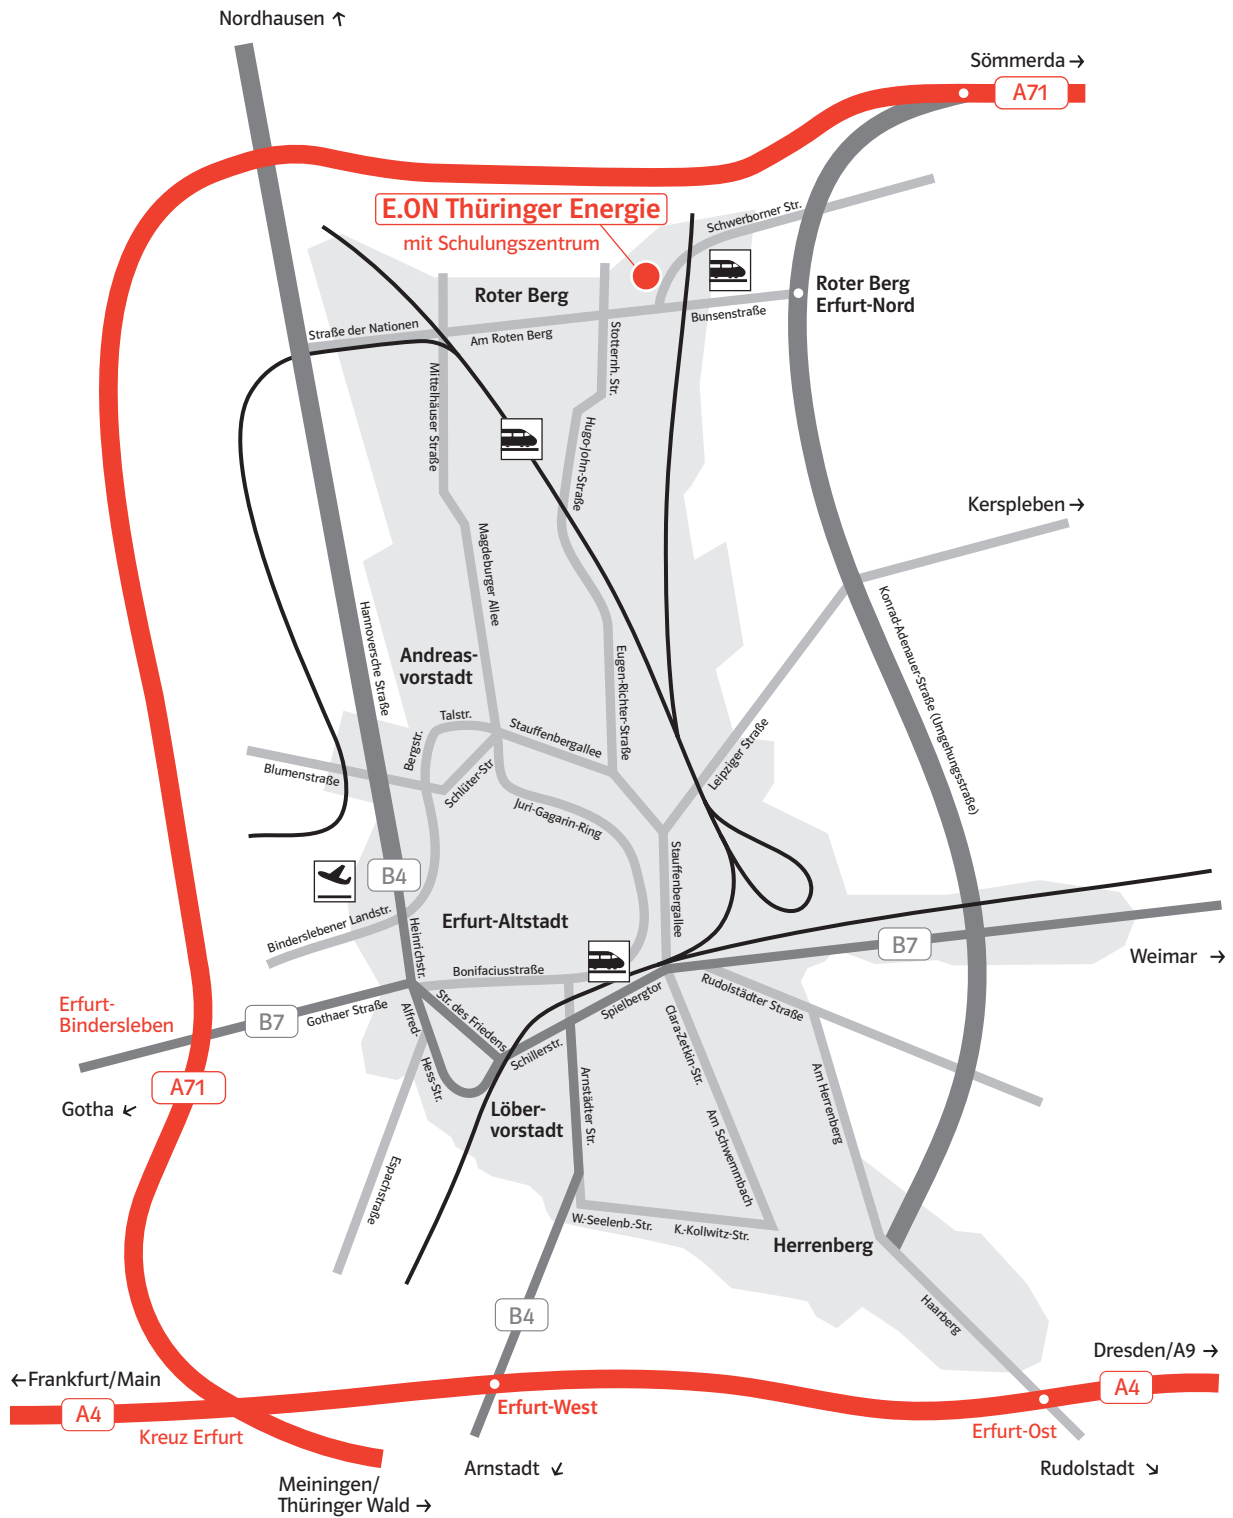 Nordhausen ↑
Sömmerda →
A71
E.ON Thüringer Energie
mit Schulungszentrum
Schwerborner Str.
Roter Berg
Roter Berg
Erfurt-Nord
Bunsenstraße
Straße der Nationen
Am Roten Berg
Stotternh. Str.
Mittelhäuser Straße
Hugo-John-Straße
Kerspleben →
Magdeburger Allee
Konrad-Adenauer-Straße (Umgehungsstraße)
Hannoversche Straße
Andreas-
vorstadt
Eugen-Richter-Straße
Talstr.
Stauffenbergallee
Bergstr.
Leipziger Straße
Blumenstraße
Schlüter-Str
Juri-Gagarin-Ring
Stauffenbergallee
B4
Binderslebener Landstr.
Heinrichstr.
Erfurt-Altstadt
B7
Weimar →
Bonifaciusstraße
Rudolstädter Straße
Spielbergtor
Erfurt-
Bindersleben
B7
Gothaer Straße
Alfred-
Hess-Str.
Str. des Friedens
Schillerstr.
Clara-Zetkin-Str.
A71
Gotha ↙
Löber-
vorstadt
Arnstädter Str.
Am Herrenberg
Am Schwemmbach
Espachstraße
W.-Seelenb.-Str.
K.-Kollwitz-Str.
Herrenberg
Haarberg
B4
Dresden/A9 →
← Frankfurt/Main
A4
A4
Kreuz Erfurt
Erfurt-West
Erfurt-Ost
Arnstadt ↙
Rudolstadt ↘
Meiningen/
Thüringer Wald →